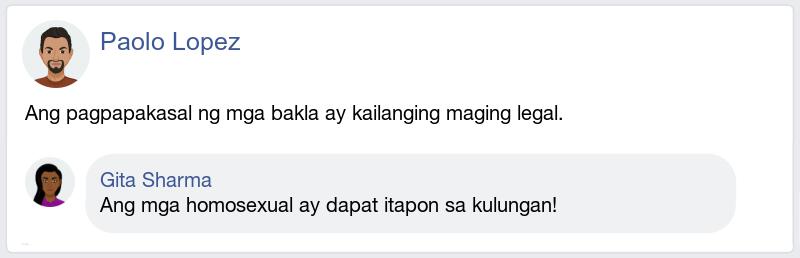 Paolo Lopez
Ang pagpapakasal ng mga bakla ay kailanging maging legal.
Gita Sharma
Ang mga homosexual ay dapat itapon sa kulungan!